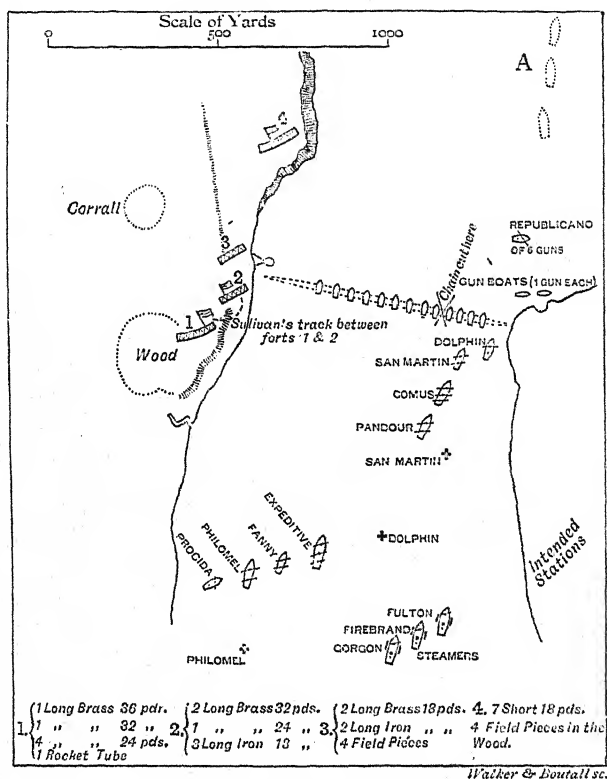 Scale of Yards
0 500 1000
A
Corrall
REPUBLICANO
OF 6 GUNS
3
Chain cut here
GUN BOATS (1 GUN EACH)
2
1
Sulivan's track between
forts 1 & 2
Wood
DOLPHIN
SAN MARTIN
COMUS
PANDOUR
SAN MARTIN
DOLPHIN
EXPEDITIVE
FANNY
PHILOMEL
PROCIDA
Intended
Stations
FULTON
FIREBRAND
GORGON
STEAMERS
PHILOMEL
1. 1 Long Brass 36 pdr. 2. 2 Long Brass 32 pds. 3. 2 Long Brass 18 pds. 4. 7 Short 18 pds.
1 „ „ 32 „ 1 „ „ 24 „ 2 Long Iron „ „ 4 Field Pieces in the
4 „ „ 24 pds. 3 Long Iron 18 „ 4 Field Pieces Wood.
1 Rocket Tube
Walker & Boutall sc.